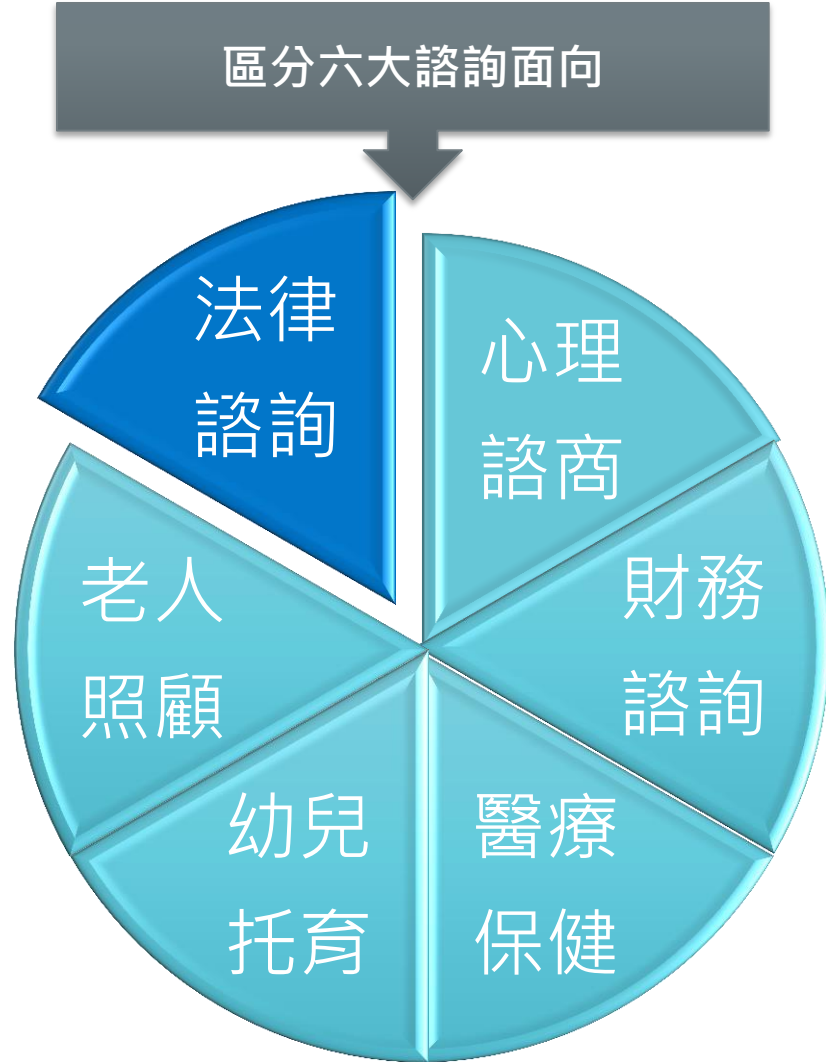 區分六大諮詢面向
法律
諮詢
心理
諮商
財務
諮詢
醫療
保健
幼兒
托育
老人
照顧